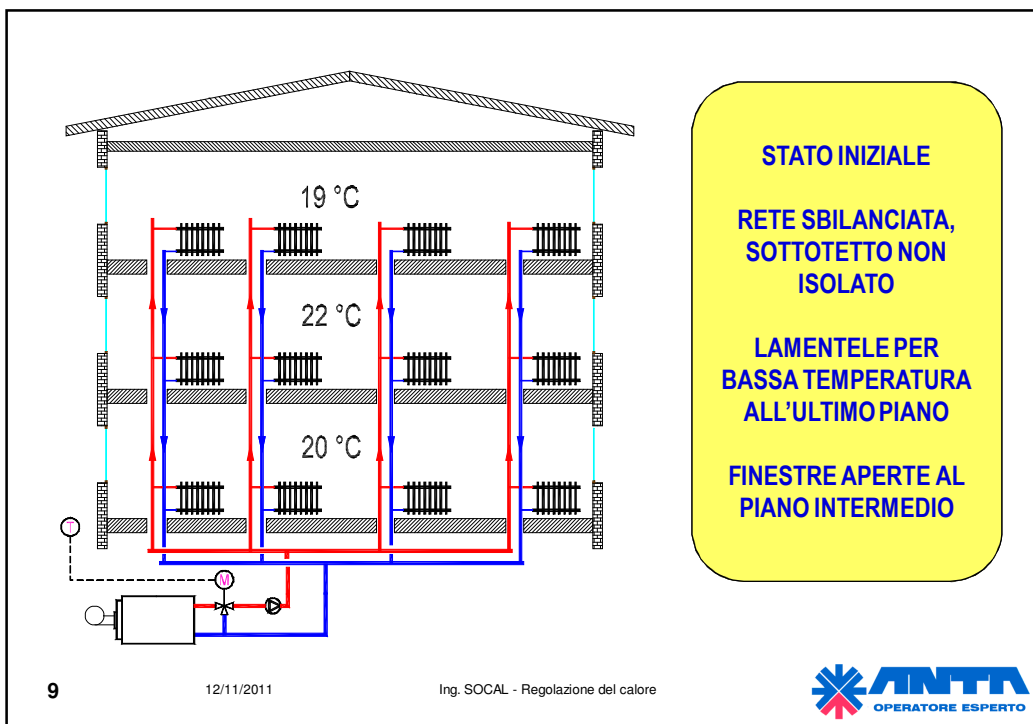 19 °C
22 °C
20 °C
T
M
STATO INIZIALE
RETE SBILANCIATA,
SOTTOTETTO NON
ISOLATO
LAMENTELE PER
BASSA TEMPERATURA
ALL'ULTIMO PIANO
FINESTRE APERTE AL
PIANO INTERMEDIO
9
12/11/2011
Ing. SOCAL - Regolazione del calore
ANTA
OPERATORE ESPERTO